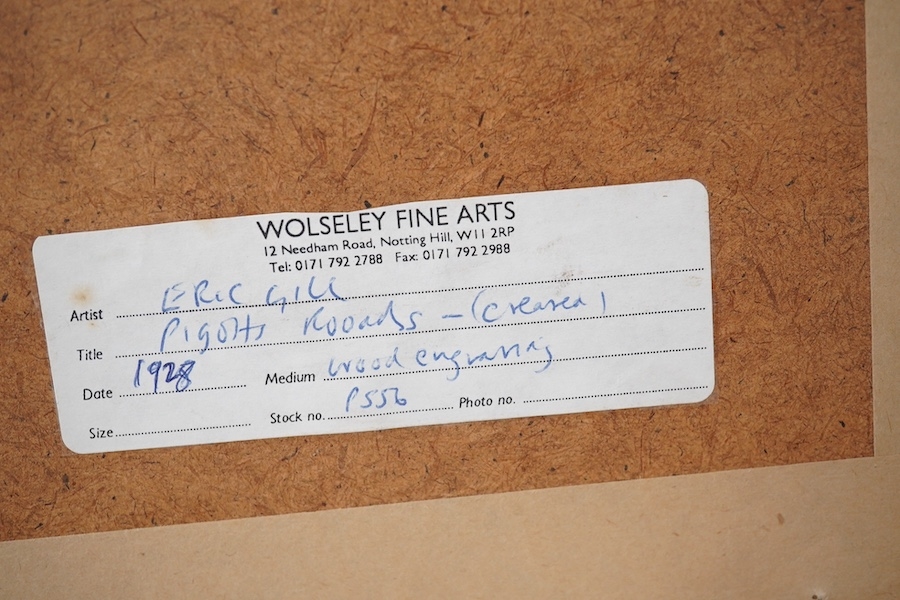 WOLSELEY FINE ARTS
12 Needham Road, Notting Hill, W11 2RP
Tel: 0171 792 2788 Fax: 0171 792 2988
Artist ERIC GILL
Title Pigotts Rooads - (creased)
Date 1928 Medium wood engraving
Size Stock no. P556 Photo no.